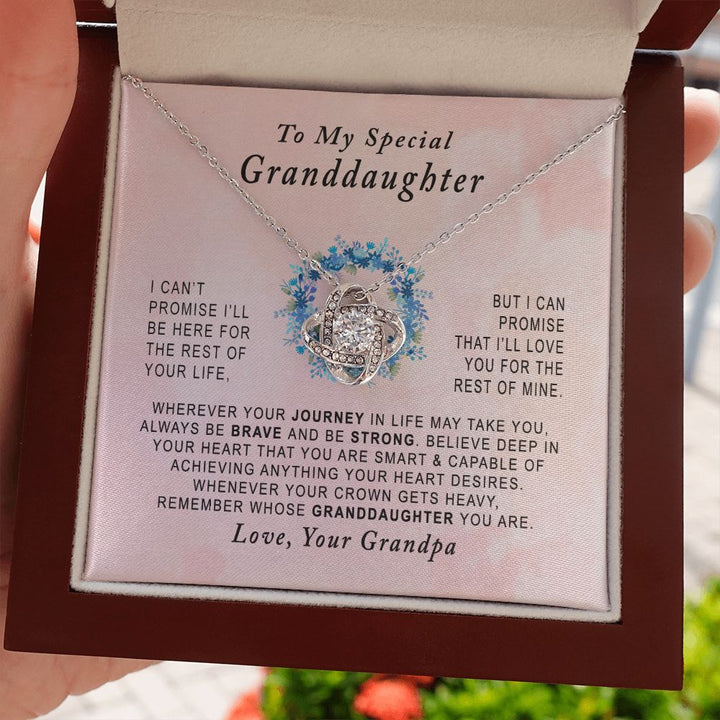 To My Special
Granddaughter
I CAN'T
PROMISE I'LL
BE HERE FOR
THE REST OF
YOUR LIFE,
BUT I CAN
PROMISE
THAT I'LL LOVE
YOU FOR THE
REST OF MINE.
WHEREVER YOUR JOURNEY IN LIFE MAY TAKE YOU,
ALWAYS BE BRAVE AND BE STRONG. BELIEVE DEEP IN
YOUR HEART THAT YOU ARE SMART & CAPABLE OF
ACHIEVING ANYTHING YOUR HEART DESIRES.
WHENEVER YOUR CROWN GETS HEAVY,
REMEMBER WHOSE GRANDDAUGHTER YOU ARE.
Love, Your Grandpa